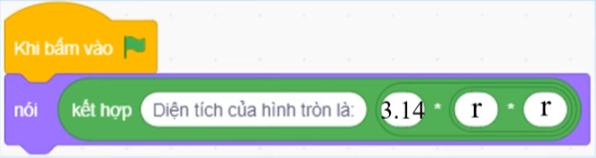 Khi bấm vào
nói kết hợp Diện tích của hình tròn là: 3.14 * r * r